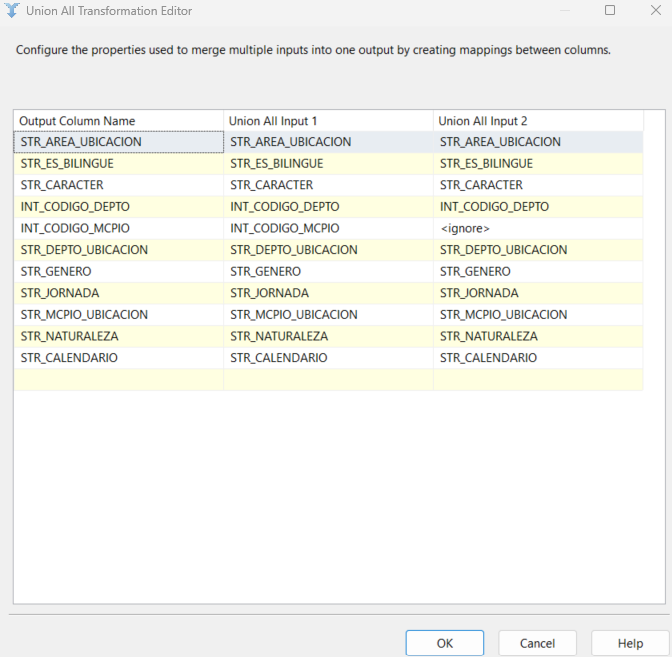 Union All Transformation Editor
Configure the properties used to merge multiple inputs into one output by creating mappings between columns.
Output Column Name Union All Input 1 Union All Input 2
STR_AREA_UBICACION STR_AREA_UBICACION STR_AREA_UBICACION
STR_ES_BILINGUE STR_ES_BILINGUE STR_ES_BILINGUE
STR_CARACTER STR_CARACTER STR_CARACTER
INT_CODIGO_DEPTO INT_CODIGO_DEPTO INT_CODIGO_DEPTO
INT_CODIGO_MCPIO INT_CODIGO_MCPIO <ignore>
STR_DEPTO_UBICACION STR_DEPTO_UBICACION STR_DEPTO_UBICACION
STR_GENERO STR_GENERO STR_GENERO
STR_JORNADA STR_JORNADA STR_JORNADA
STR_MCPIO_UBICACION STR_MCPIO_UBICACION STR_MCPIO_UBICACION
STR_NATURALEZA STR_NATURALEZA STR_NATURALEZA
STR_CALENDARIO STR_CALENDARIO STR_CALENDARIO
OK Cancel Help